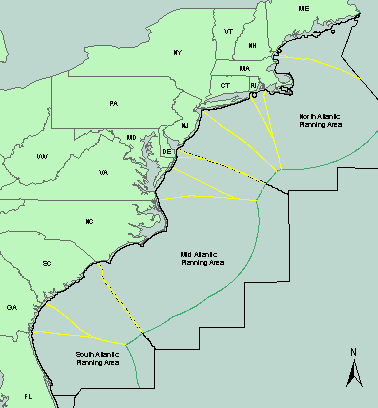 ME
VT
NH
NY
MA
CT
RI
PA
NJ
North Atlantic
Planning Area
MD
DE
WV
VA
NC
Mid Atlantic
Planning Area
SC
GA
South Atlantic
Planning Area
N
FL